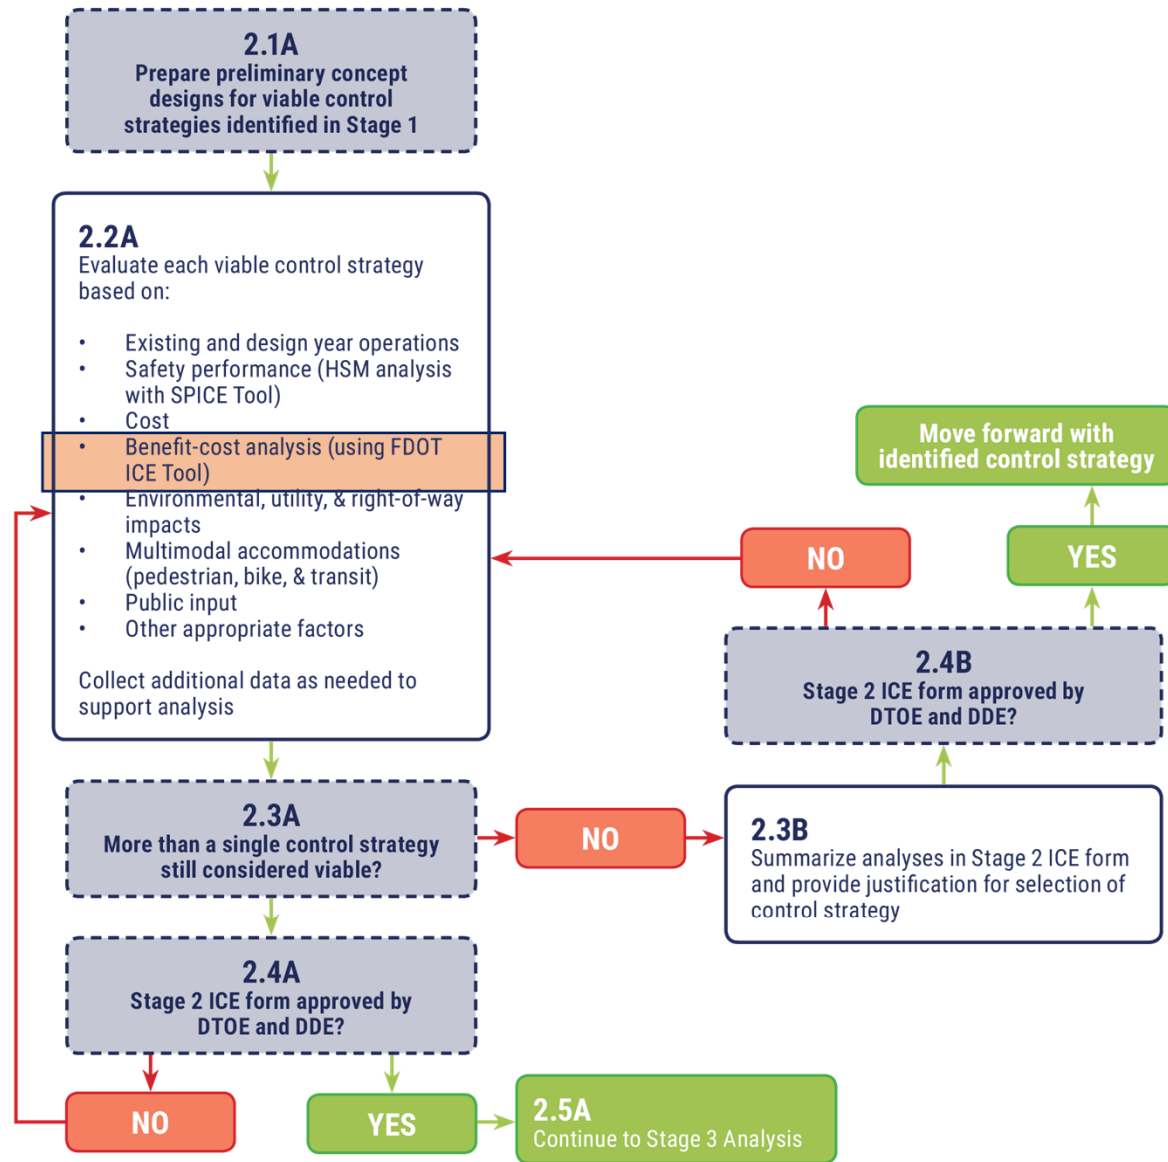 2.1A
Prepare preliminary concept
designs for viable control
strategies identified in Stage 1
2.2A
Evaluate each viable control strategy
based on:
• Existing and design year operations
• Safety performance (HSM analysis
with SPICE Tool)
• Cost
• Benefit-cost analysis (using FDOT
ICE Tool)
• Environmental, utility, & right-of-way
impacts
• Multimodal accommodations
(pedestrian, bike, & transit)
• Public input
• Other appropriate factors
Collect additional data as needed to
support analysis
2.3A
More than a single control strategy
still considered viable?
NO
2.3B
Summarize analyses in Stage 2 ICE form
and provide justification for selection of
control strategy
2.4B
Stage 2 ICE form approved by
DTOE and DDE?
NO
YES
Move forward with
identified control strategy
2.4A
Stage 2 ICE form approved by
DTOE and DDE?
NO
YES
2.5A
Continue to Stage 3 Analysis